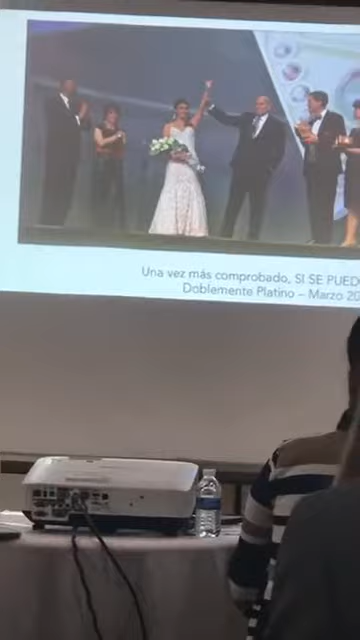 Una vez más comprobado, SI SE PUED
Doblemente Platino – Marzo 20